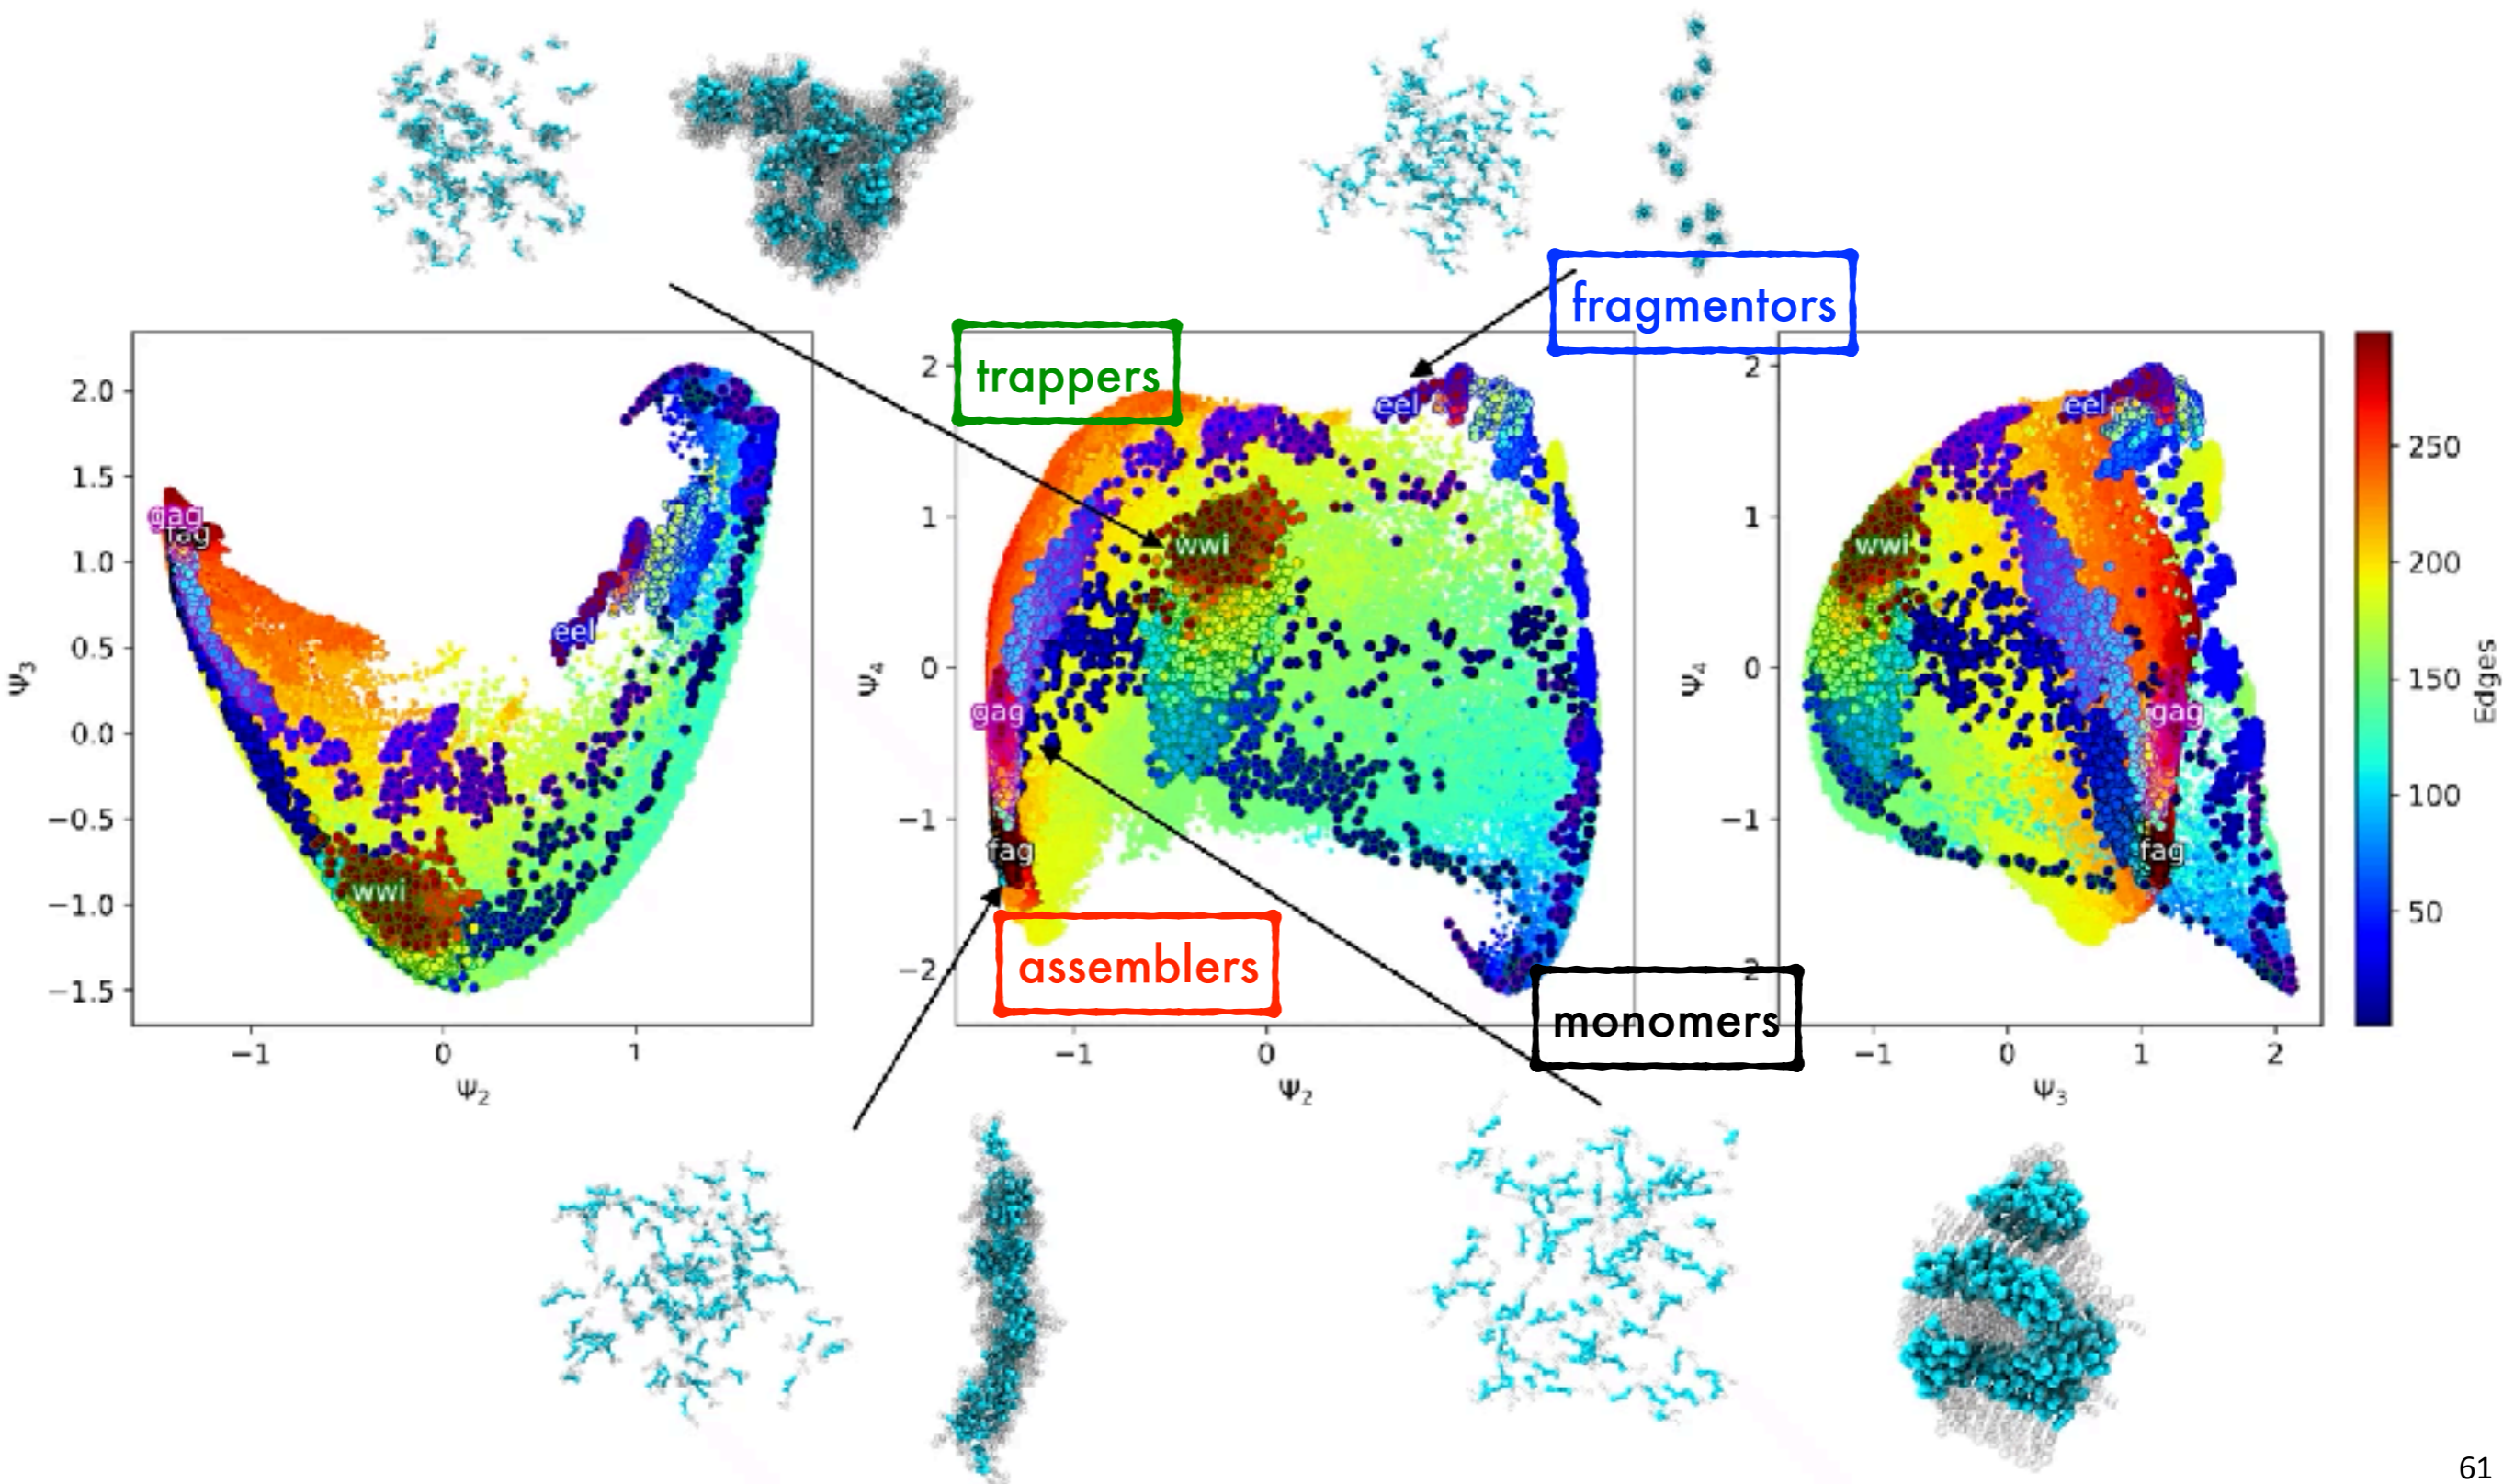 fragmentors
trappers
assemblers
monomers
2.0
1.5
1.0
0.5
0.0
−0.5
−1.0
−1.5
Ψ3
−1
0
1
Ψ2
gag
fag
eel
wwi
2
1
0
−1
−2
Ψ4
−1
0
Ψ2
eel
wwi
gag
fag
2
1
0
−1
2
Ψ4
−1
0
1
2
Ψ3
eel
wwi
gag
fag
250
200
150
100
50
Edges
61